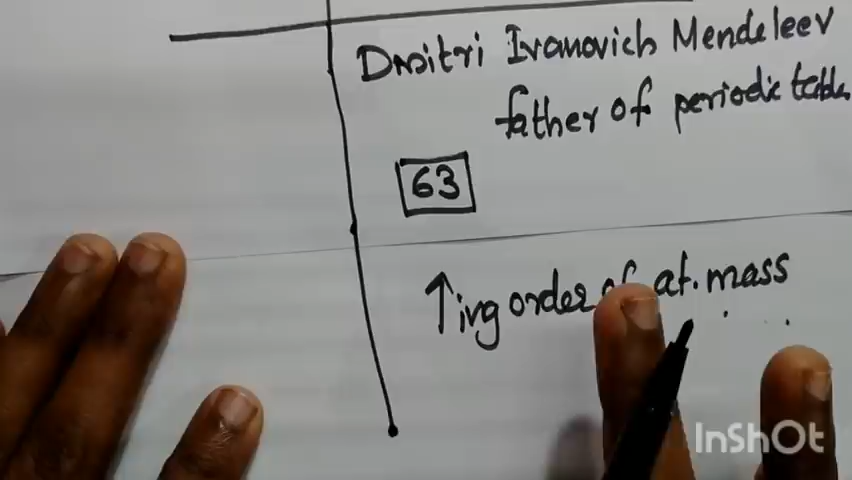 Dmitri Ivanovich Mendeleev
father of periodic table
63
↑ing order of at. mass
InShOt